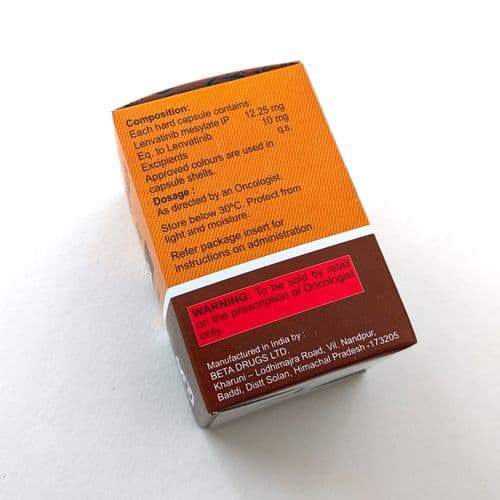 Composition:
Each hard capsule contains:
Lenvatinib mesylate IP 12.25 mg
Eq. to Lenvatinib 10 mg
Excipients q.s.
Approved colours are used in
capsule shells.
Dosage :
As directed by an Oncologist.
Store below 30ºC. Protect from
light and moisture.
Refer package insert for
instructions on administration.
WARNING: To be sold by retail
on the prescription of Oncologist
only
Manufactured in India by :
BETA DRUGS LTD.
Kharuni – Lodhimajra Road, Vil. Nandpur,
Baddi, Distt Solan, Himachal Pradesh -173205